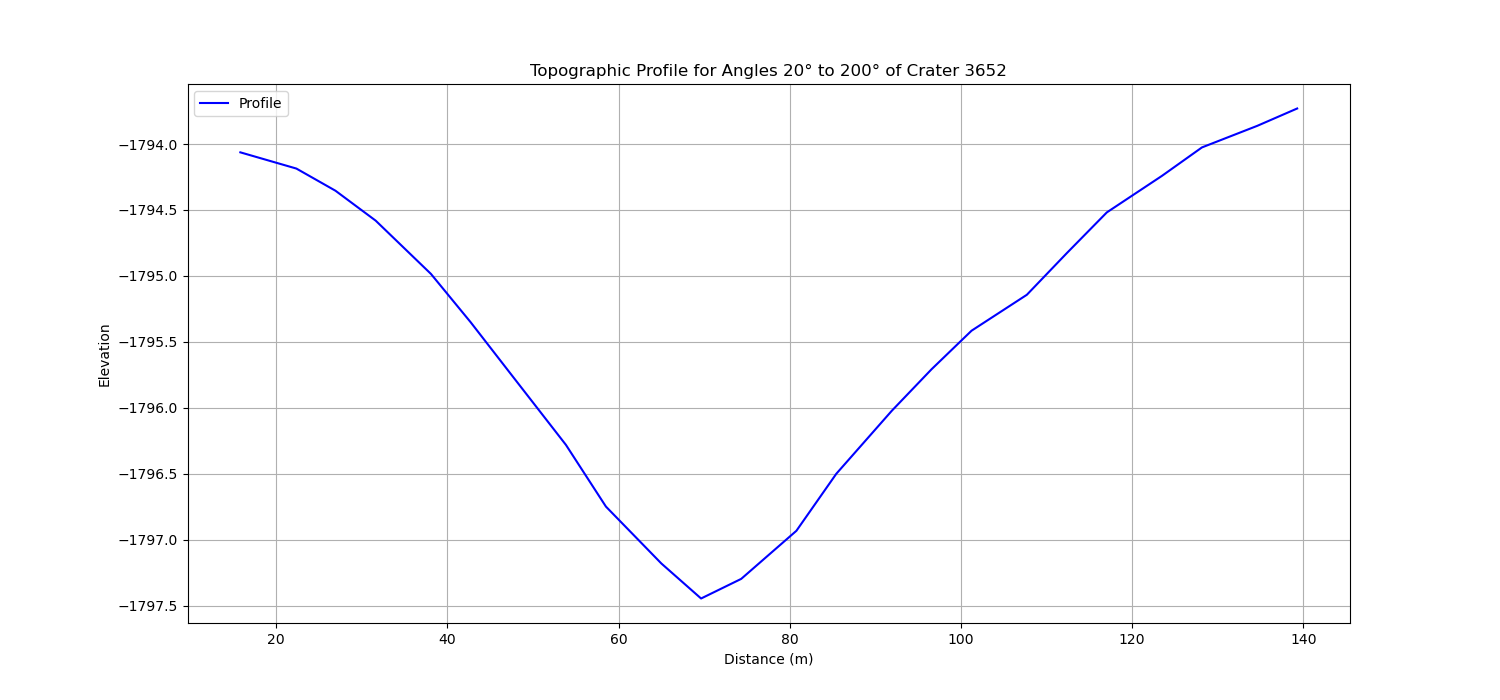 Topographic Profile for Angles 20° to 200° of Crater 3652
Profile
−1794.0
−1794.5
−1795.0
−1795.5
−1796.0
−1796.5
−1797.0
−1797.5
Elevation
20 40 60 80 100 120 140
Distance (m)